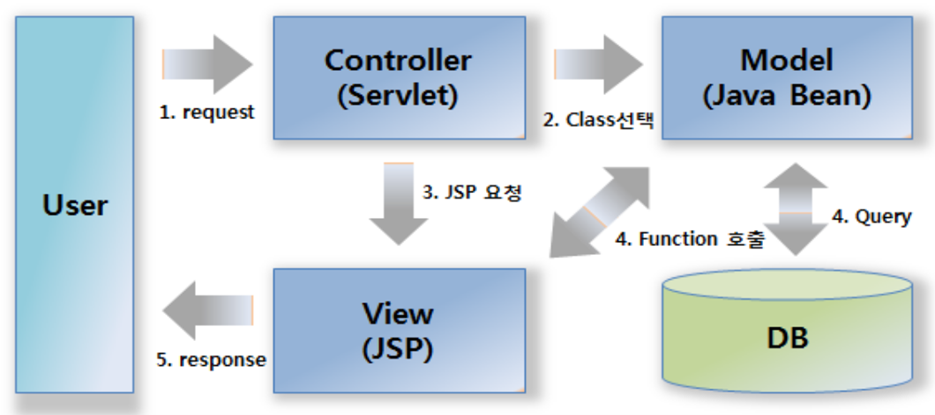 Controller
(Servlet)
Model
(Java Bean)
1. request
2. Class선택
User
3. JSP 요청
4. Function 호출
4. Query
View
(JSP)
DB
5. response